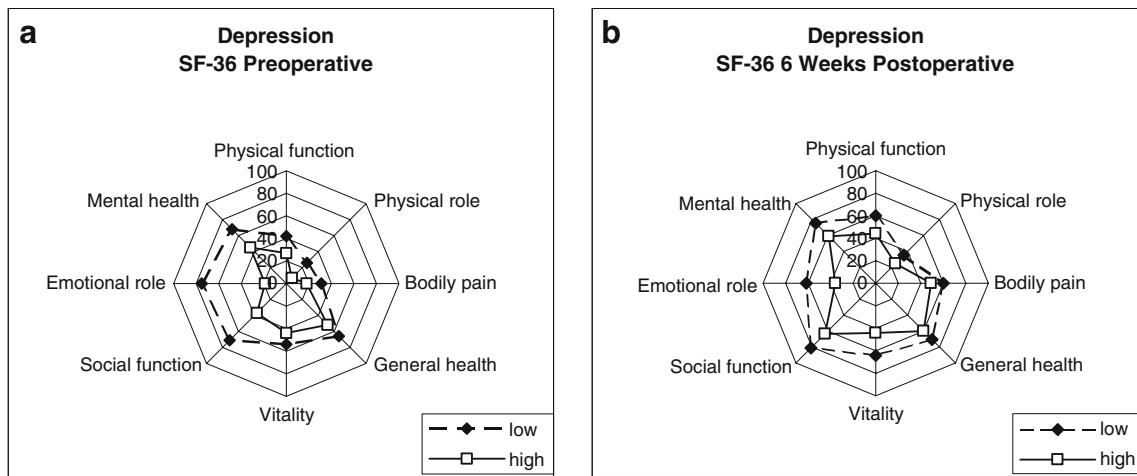 a
Depression
SF-36 Preoperative
Physical function
100
80
60
40
20
0
Physical role
Bodily pain
General health
Vitality
Social function
Emotional role
Mental health
low
high
b
Depression
SF-36 6 Weeks Postoperative
Physical function
100
80
60
40
20
0
Physical role
Bodily pain
General health
Vitality
Social function
Emotional role
Mental health
low
high